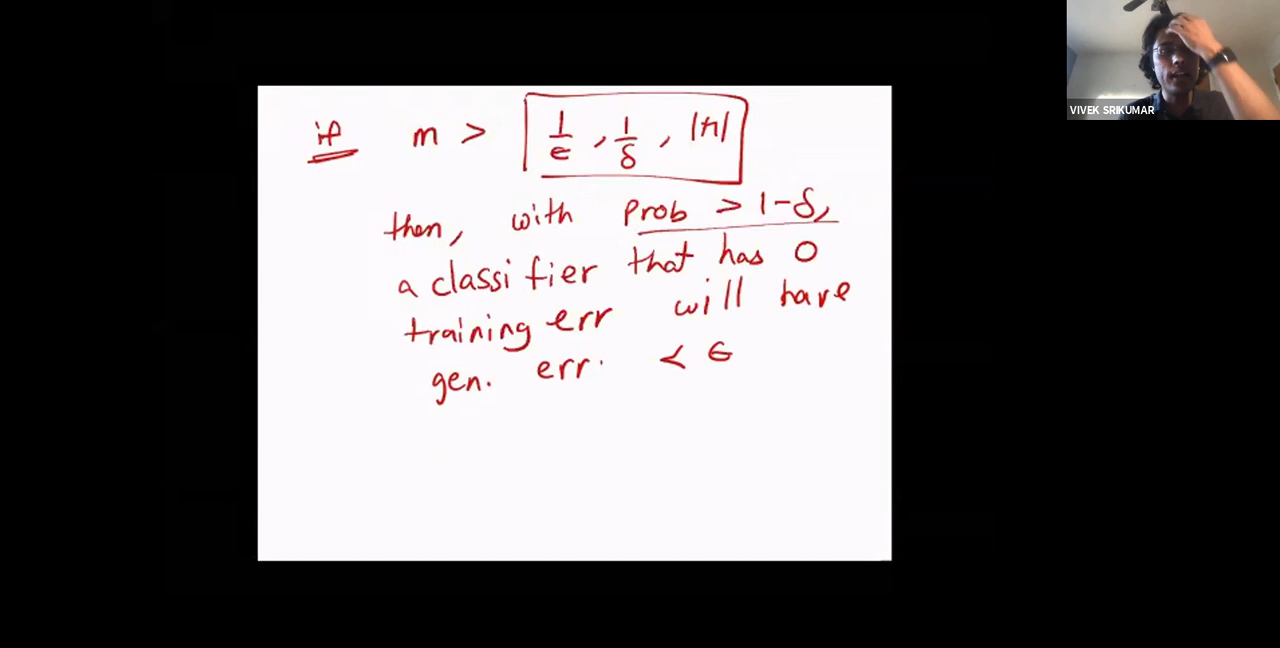 VIVEK SRIKUMAR
if m > 1/ϵ, 1/δ, |H|
then, with Prob > 1-δ,
a classifier that has 0
training err will have
gen. err. < ϵ